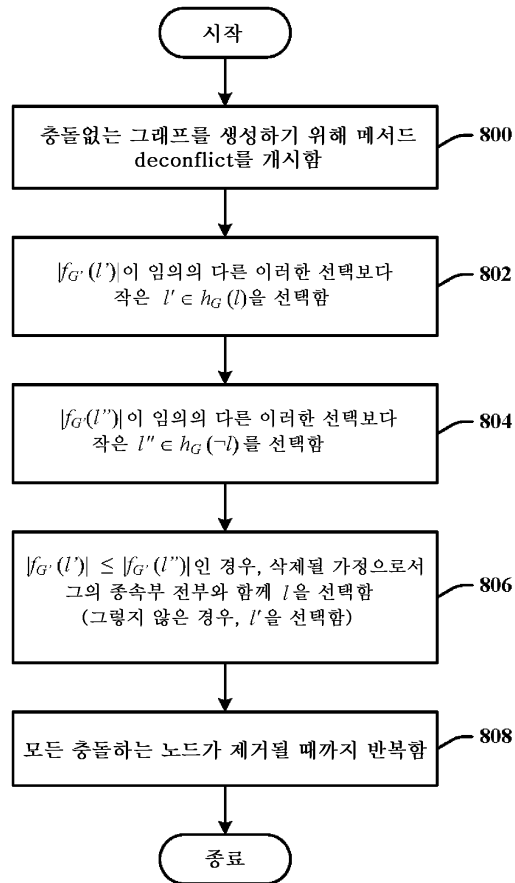 시작
충돌없는 그래프를 생성하기 위해 메서드
deconflict를 개시함
800
|f_G'(l')|이 임의의 다른 이러한 선택보다
작은 l' ∈ h_G(l)을 선택함
802
|f_G'(l'')|이 임의의 다른 이러한 선택보다
작은 l'' ∈ h_G(¬l)를 선택함
804
|f_G'(l')| ≤ |f_G'(l'')|인 경우, 삭제될 가정으로서
그의 종속부 전부와 함께 l을 선택함
(그렇지 않은 경우, l'을 선택함)
806
모든 충돌하는 노드가 제거될 때까지 반복함
808
종료